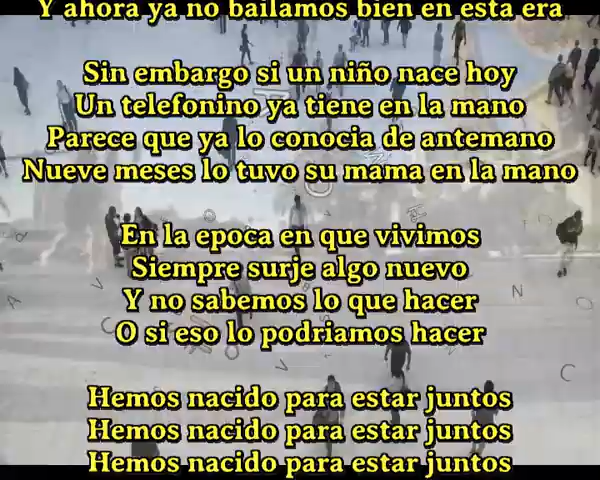 Y ahora ya no bailamos bien en esta era
Sin embargo si un niño nace hoy
Un telefonino ya tiene en la mano
Parece que ya lo conocia de antemano
Nueve meses lo tuvo su mama en la mano
En la epoca en que vivimos
Siempre surje algo nuevo
Y no sabemos lo que hacer
O si eso lo podriamos hacer
Hemos nacido para estar juntos
Hemos nacido para estar juntos
Hemos nacido para estar juntos